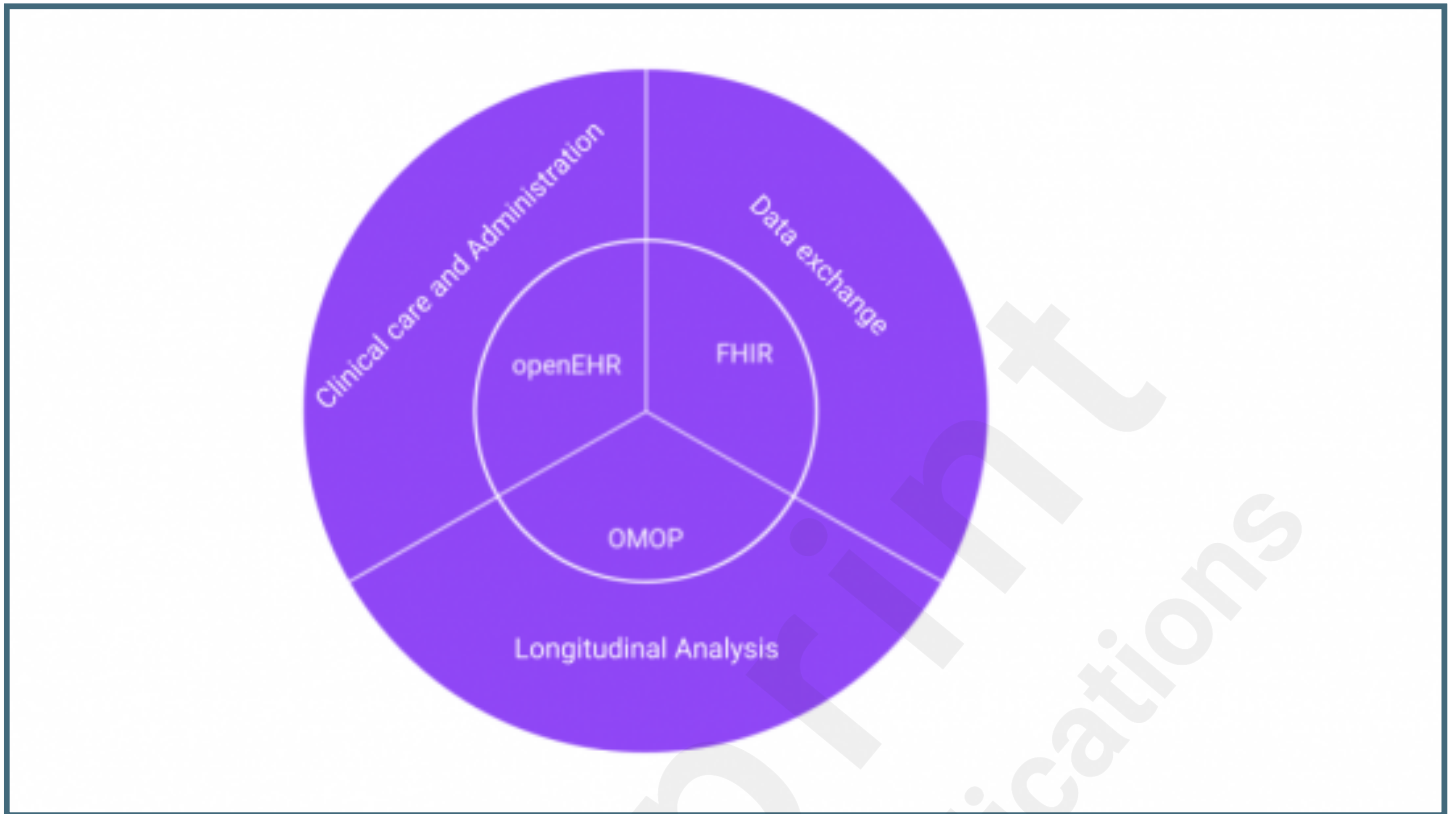 Clinical care and Administration
Data exchange
openEHR
FHIR
OMOP
Longitudinal Analysis